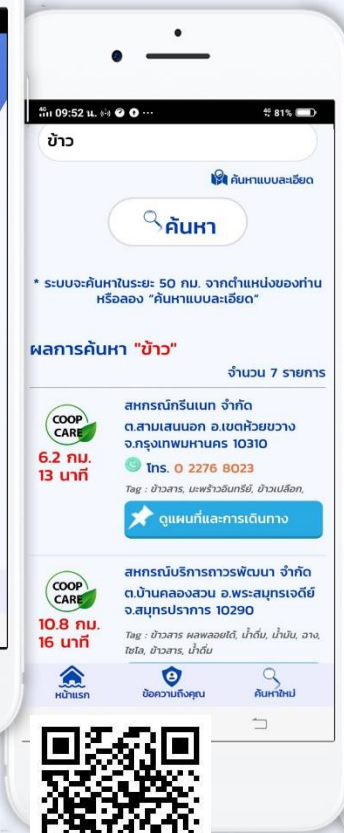 09:52 น.
81%
ข้าว
ค้นหาแบบละเอียด
ค้นหา
* ระบบจะค้นหาในระยะ 50 กม. จากตำแหน่งของท่าน
หรือลอง "ค้นหาแบบละเอียด"
ผลการค้นหา "ข้าว"
จำนวน 7 รายการ
COOP
CARE
6.2 กม.
13 นาที
สหกรณ์กรีนเนท จำกัด
ต.สามเสนนอก อ.เขตห้วยขวาง
จ.กรุงเทพมหานคร 10310
โทร. 0 2276 8023
Tag : ข้าวสาร, มะพร้าวอินทรีย์, ข้าวเปลือก,
ดูแผนที่และการเดินทาง
COOP
CARE
10.8 กม.
16 นาที
สหกรณ์บริการถาวรพัฒนา จำกัด
ต.บ้านคลองสวน อ.พระสมุทรเจดีย์
จ.สมุทรปราการ 10290
Tag : ข้าวสาร ผลพลอยได้, น้ำดื่ม, น้ำมัน, ฉาง,
ไซโล, ข้าวสาร, น้ำดื่ม
หน้าแรก
ข้อความถึงคุณ
ค้นหาใหม่